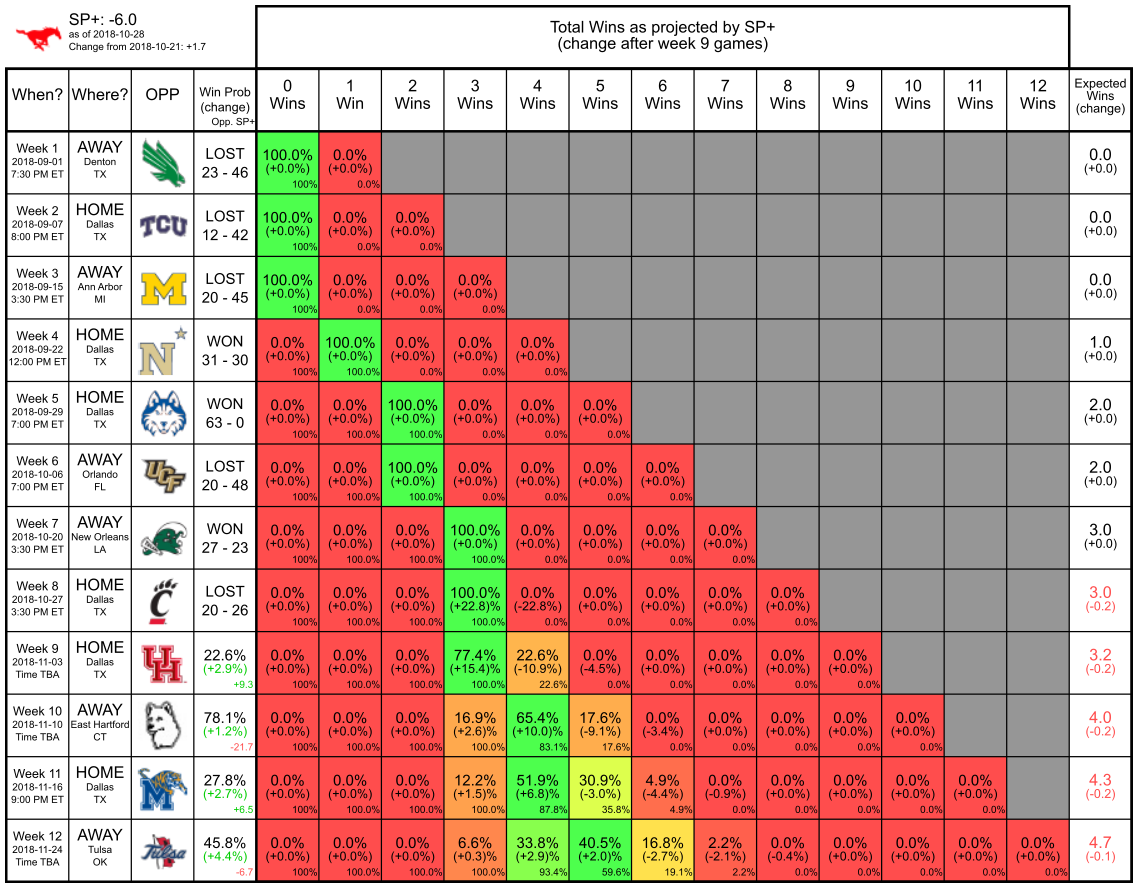 SP+: -6.0
as of 2018-10-28
Change from 2018-10-21: +1.7
Total Wins as projected by SP+
(change after week 9 games)
When? Where? OPP Win Prob (change) Opp. SP+ 0 Wins 1 Win 2 Wins 3 Wins 4 Wins 5 Wins 6 Wins 7 Wins 8 Wins 9 Wins 10 Wins 11 Wins 12 Wins Expected Wins (change)
Week 1 AWAY LOST 100.0% 0.0% 0.0
2018-09-01 Denton 23 - 46 (+0.0%) (+0.0%) (+0.0)
7:30 PM ET TX 100% 0.0%
Week 2 HOME TCU LOST 100.0% 0.0% 0.0% 0.0
2018-09-07 Dallas 12 - 42 (+0.0%) (+0.0%) (+0.0%) (+0.0)
8:00 PM ET TX 100% 0.0% 0.0%
Week 3 AWAY M LOST 100.0% 0.0% 0.0% 0.0% 0.0
2018-09-15 Ann Arbor 20 - 45 (+0.0%) (+0.0%) (+0.0%) (+0.0%) (+0.0)
3:30 PM ET MI 100% 0.0% 0.0% 0.0%
Week 4 HOME N WON 0.0% 100.0% 0.0% 0.0% 0.0% 1.0
2018-09-22 Dallas 31 - 30 (+0.0%) (+0.0%) (+0.0%) (+0.0%) (+0.0%) (+0.0)
12:00 PM ET TX 100% 100.0% 0.0% 0.0% 0.0%
Week 5 HOME WON 0.0% 0.0% 100.0% 0.0% 0.0% 0.0% 2.0
2018-09-29 Dallas 63 - 0 (+0.0%) (+0.0%) (+0.0%) (+0.0%) (+0.0%) (+0.0%) (+0.0)
7:00 PM ET TX 100% 100.0% 100.0% 0.0% 0.0% 0.0%
Week 6 AWAY UCF LOST 0.0% 0.0% 100.0% 0.0% 0.0% 0.0% 0.0% 2.0
2018-10-06 Orlando 20 - 48 (+0.0%) (+0.0%) (+0.0%) (+0.0%) (+0.0%) (+0.0%) (+0.0%) (+0.0)
7:00 PM ET FL 100% 100.0% 100.0% 0.0% 0.0% 0.0% 0.0%
Week 7 AWAY WON 0.0% 0.0% 0.0% 100.0% 0.0% 0.0% 0.0% 0.0% 3.0
2018-10-20 New Orleans 27 - 23 (+0.0%) (+0.0%) (+0.0%) (+0.0%) (+0.0%) (+0.0%) (+0.0%) (+0.0%) (+0.0)
3:30 PM ET LA 100% 100.0% 100.0% 100.0% 0.0% 0.0% 0.0% 0.0%
Week 8 HOME C LOST 0.0% 0.0% 0.0% 100.0% 0.0% 0.0% 0.0% 0.0% 0.0% 3.0
2018-10-27 Dallas 20 - 26 (+0.0%) (+0.0%) (+0.0%) (+22.8)% (-22.8% (+0.0%) (+0.0%) (+0.0%) (+0.0%) (-0.2)
3:30 PM ET TX 100% 100.0% 100.0% 100.0% 0.0% 0.0% 0.0% 0.0% 0.0%
Week 9 HOME UH 22.6% 0.0% 0.0% 0.0% 77.4% 22.6% 0.0% 0.0% 0.0% 0.0% 0.0% 3.2
2018-11-03 Dallas (+2.9%) (+0.0%) (+0.0%) (+0.0%) (+15.4)% (-10.9%) (-4.5%) (+0.0%) (+0.0%) (+0.0%) (+0.0%) (-0.2)
Time TBA TX +9.3 100% 100.0% 100.0% 100.0% 22.6% 0.0% 0.0% 0.0% 0.0% 0.0%
Week 10 AWAY 78.1% 0.0% 0.0% 0.0% 16.9% 65.4% 17.6% 0.0% 0.0% 0.0% 0.0% 0.0% 4.0
2018-11-10 East Hartford (+1.2%) (+0.0%) (+0.0%) (+0.0%) (+2.6)% (+10.0)% (-9.1%) (-3.4%) (+0.0%) (+0.0%) (+0.0%) (+0.0%) (-0.2)
Time TBA CT -21.7 100% 100.0% 100.0% 100.0% 83.1% 17.6% 0.0% 0.0% 0.0% 0.0% 0.0%
Week 11 HOME M 27.8% 0.0% 0.0% 0.0% 12.2% 51.9% 30.9% 4.9% 0.0% 0.0% 0.0% 0.0% 0.0% 4.3
2018-11-16 Dallas (+2.7%) (+0.0%) (+0.0%) (+0.0%) (+1.5)% (+6.8)% (-3.0%) (-4.4%) (-0.9%) (+0.0%) (+0.0%) (+0.0%) (+0.0%) (-0.2)
9:00 PM ET TX +6.5 100% 100.0% 100.0% 100.0% 87.8% 35.8% 4.9% 0.0% 0.0% 0.0% 0.0% 0.0%
Week 12 AWAY Tulsa 45.8% 0.0% 0.0% 0.0% 6.6% 33.8% 40.5% 16.8% 2.2% 0.0% 0.0% 0.0% 0.0% 0.0% 4.7
2018-11-24 Tulsa (+4.4%) (+0.0%) (+0.0%) (+0.0%) (+0.3)% (+2.9)% (+2.0)% (-2.7%) (-2.1%) (-0.4%) (+0.0%) (+0.0%) (+0.0%) (+0.0%) (-0.1)
Time TBA OK -6.7 100% 100.0% 100.0% 100.0% 93.4% 59.6% 19.1% 2.2% 0.0% 0.0% 0.0% 0.0% 0.0%